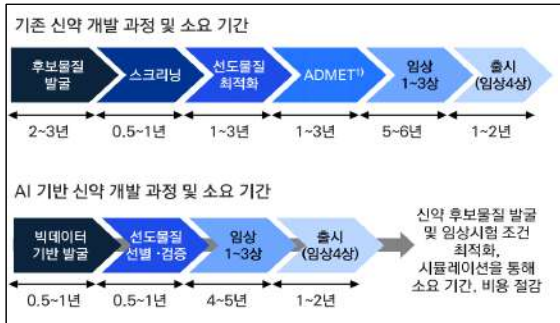 기존 신약 개발 과정 및 소요 기간
후보물질
발굴
스크리닝
선도물질
최적화
ADMET¹⁾
임상
1~3상
출시
(임상4상)
2~3년
0.5~1년
1~3년
1~3년
5~6년
1~2년
AI 기반 신약 개발 과정 및 소요 기간
빅데이터
기반 발굴
선도물질
선별·검증
임상
1~3상
출시
(임상4상)
신약 후보물질 발굴
및 임상시험 조건
최적화,
시뮬레이션을 통해
소요 기간, 비용 절감
0.5~1년
0.5~1년
4~5년
1~2년